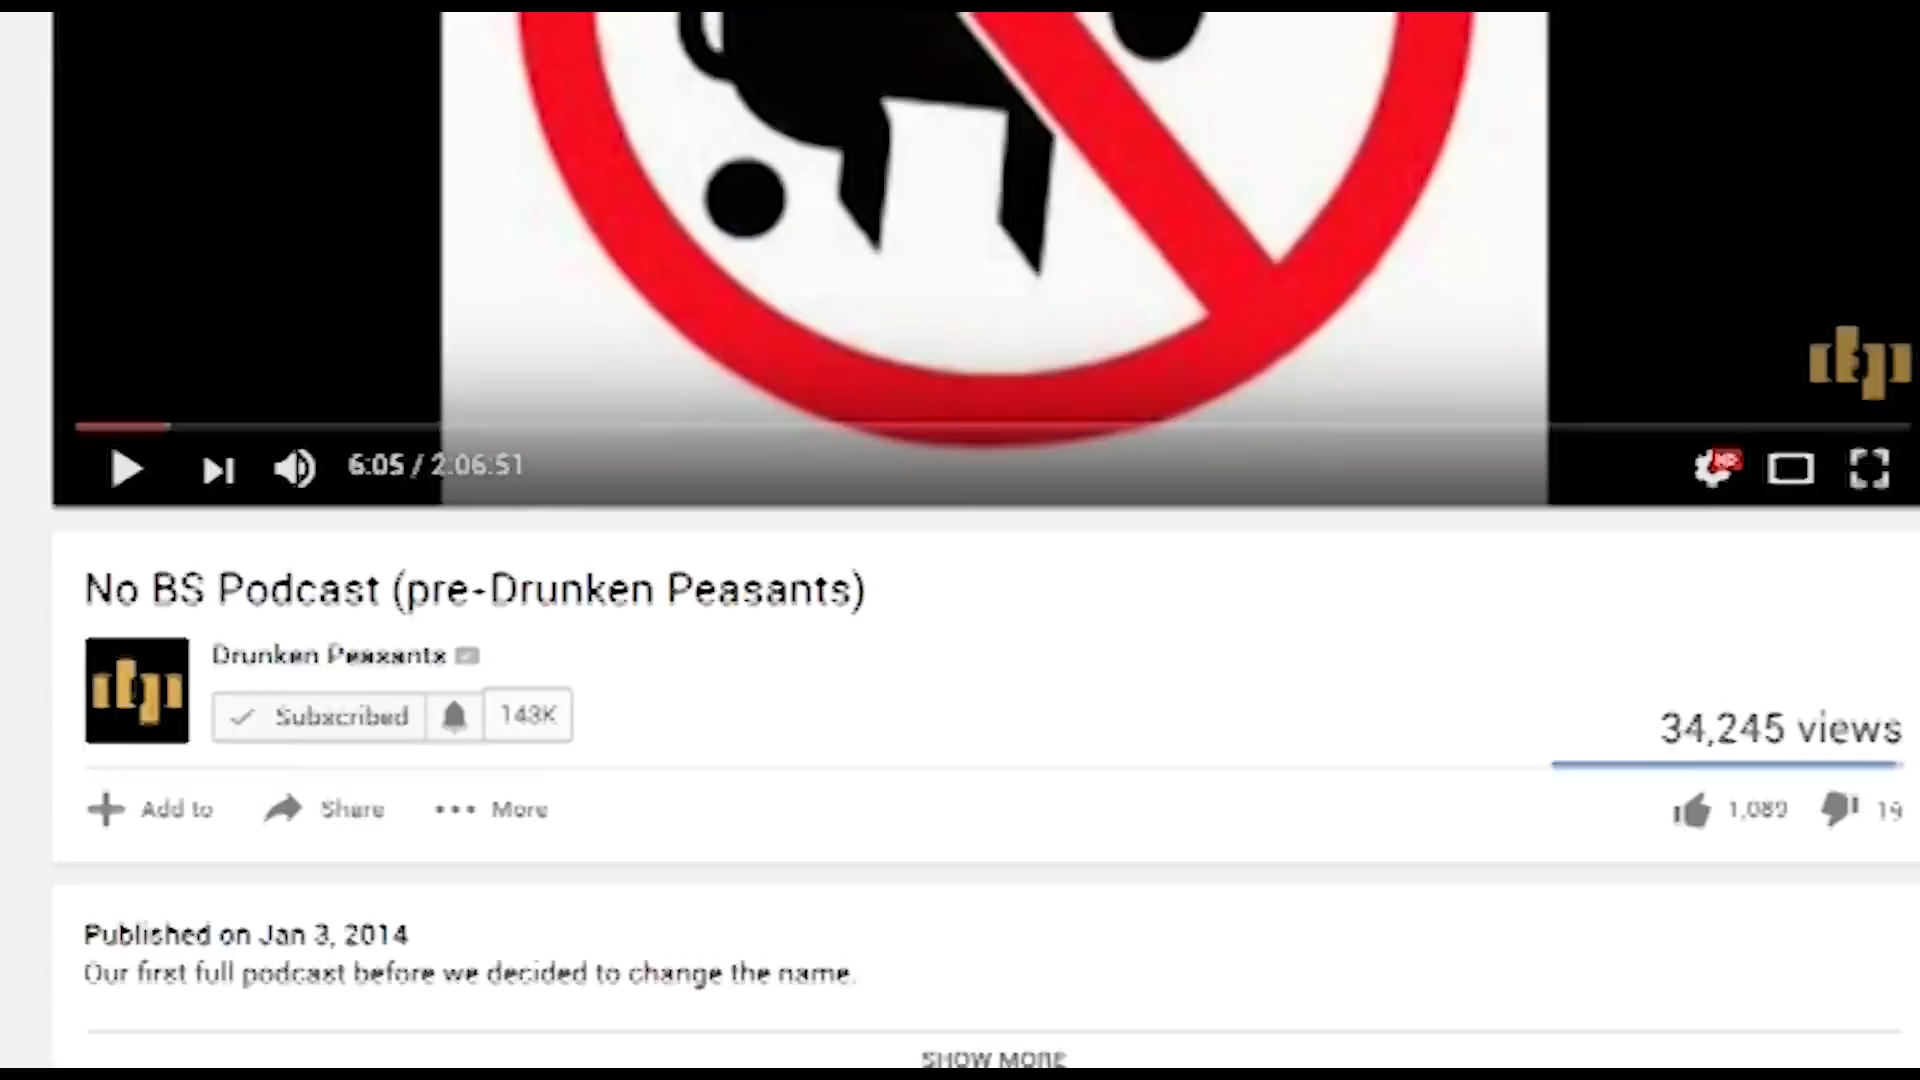 6:05 / 2:06:51
No BS Podcast (pre-Drunken Peasants)
Drunken Peasants
Subscribed 143K
34,245 views
Add to Share More 1,089 19
Published on Jan 3, 2014
Our first full podcast before we decided to change the name.
SHOW MORE